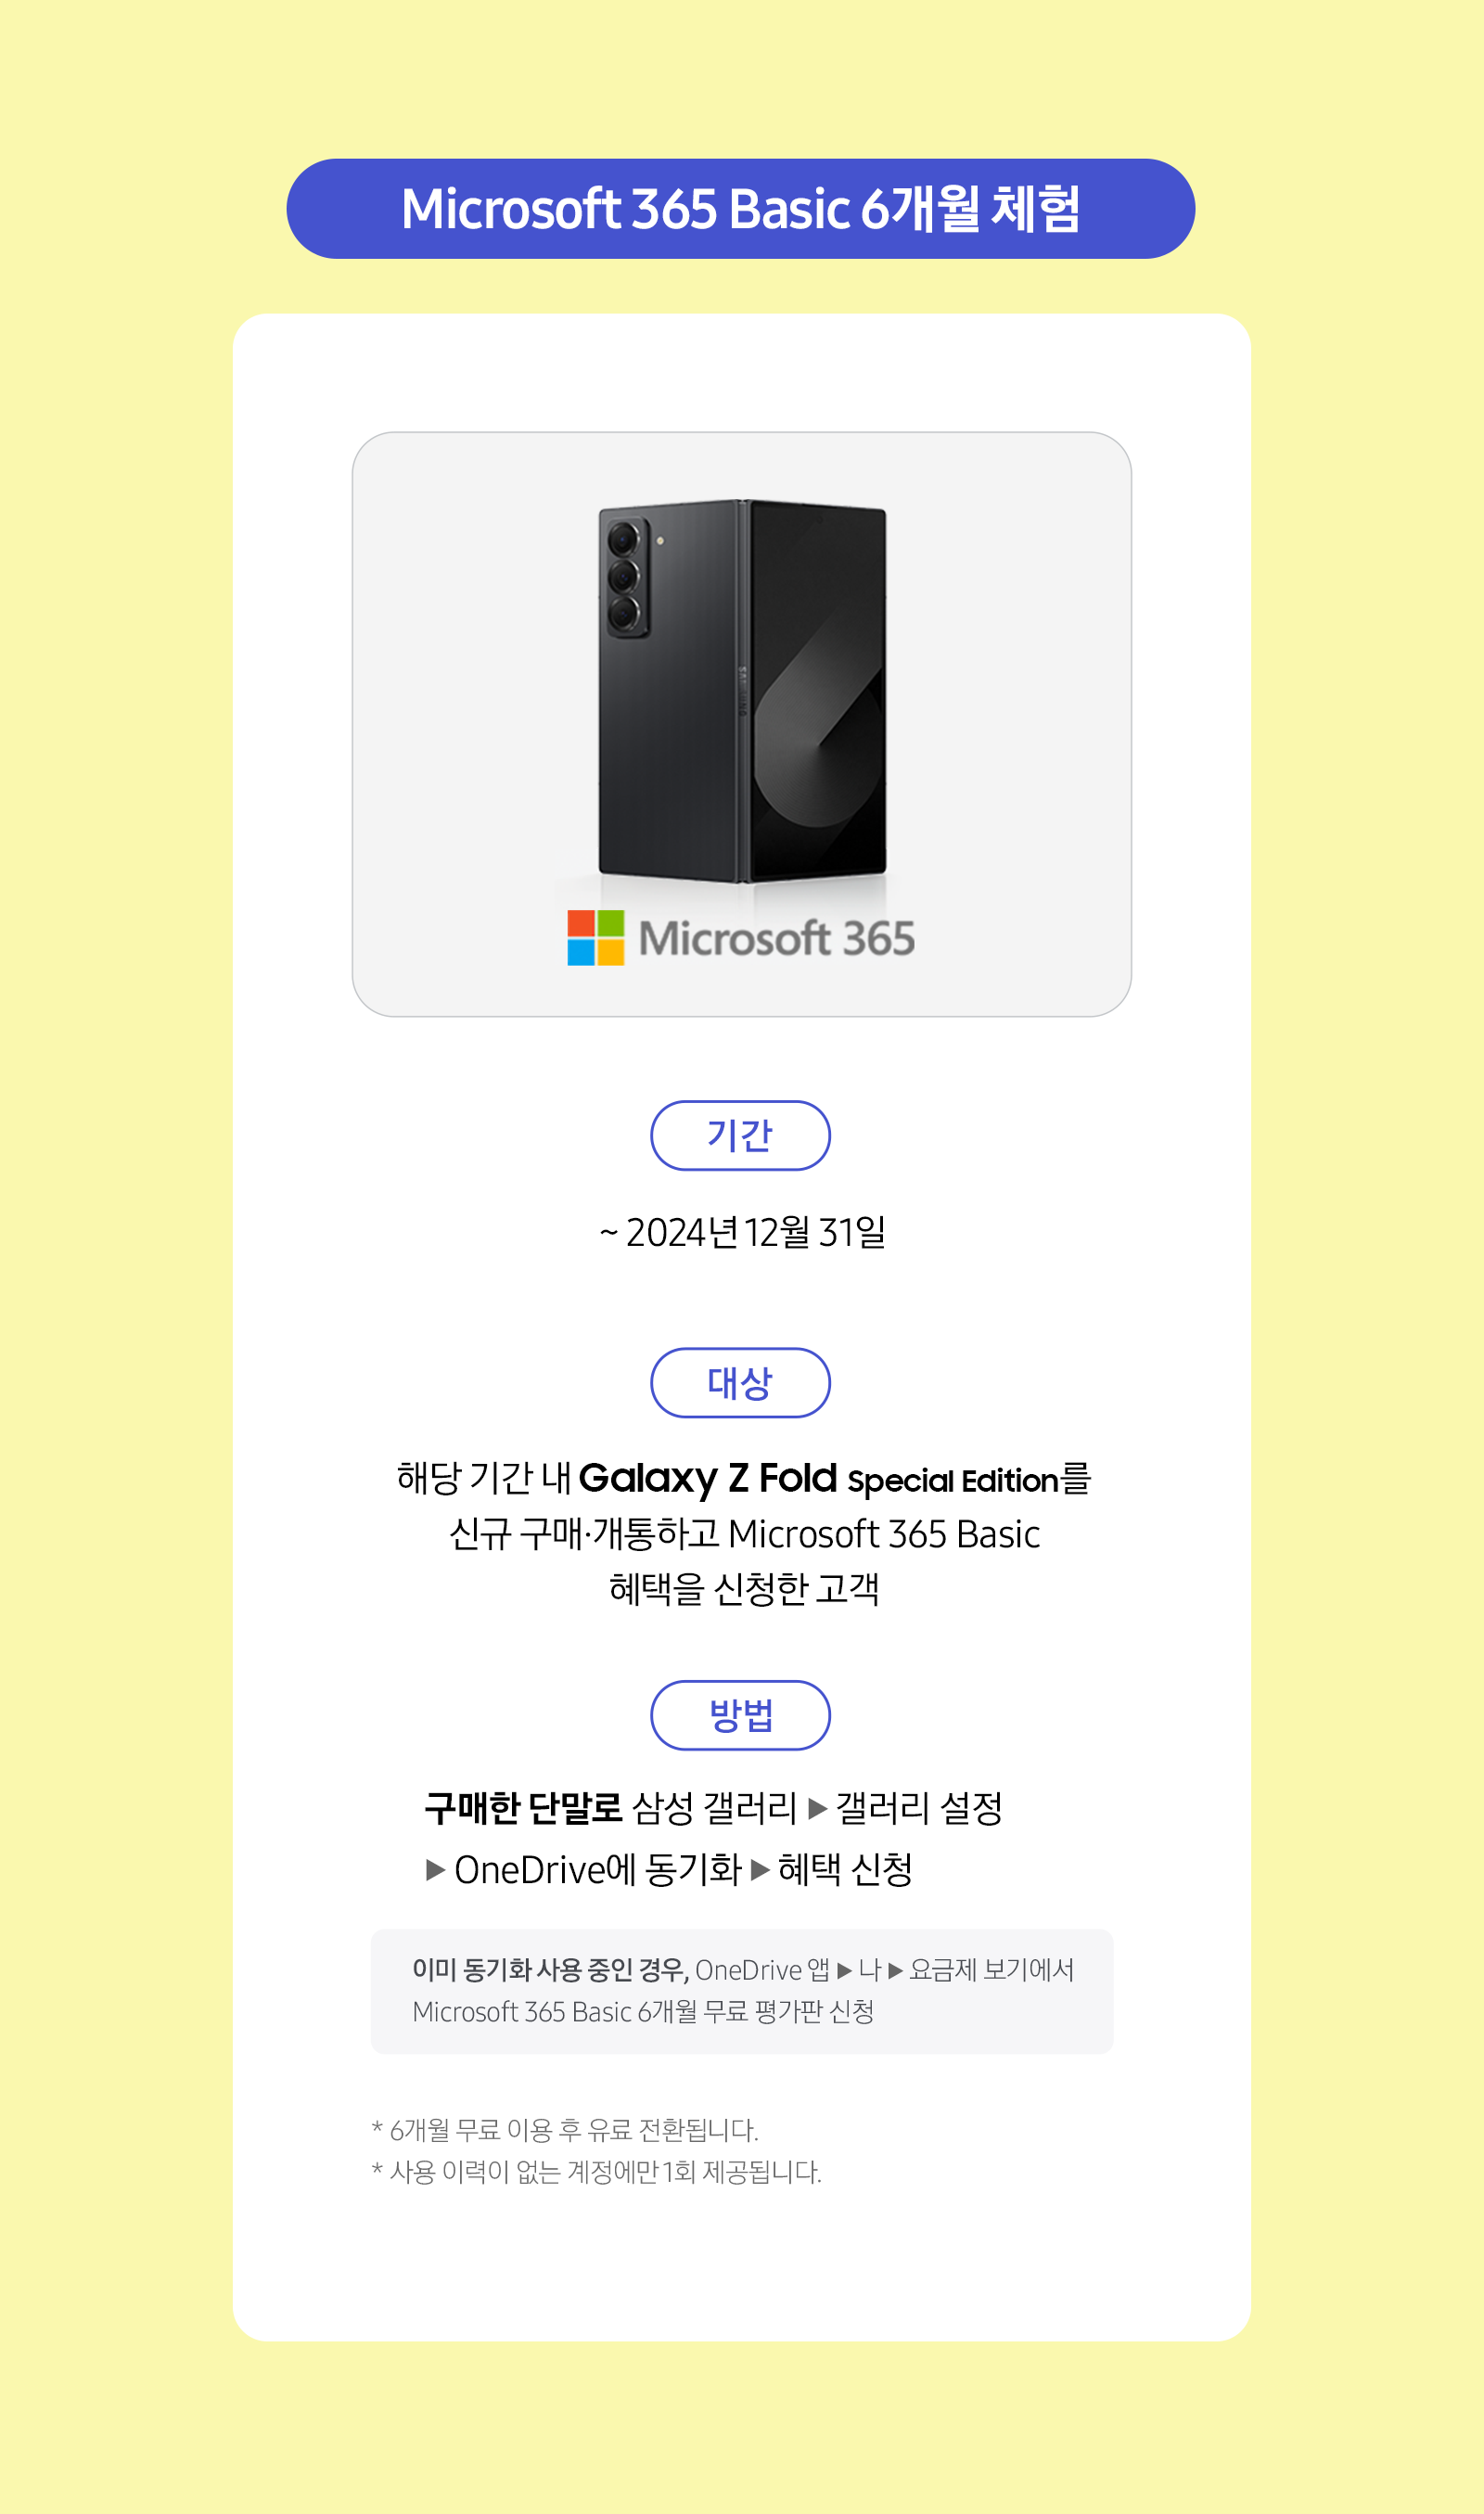 Microsoft 365 Basic 6개월 체험
SAMSUNG
Microsoft 365
기간
~ 2024년 12월 31일
대상
해당 기간 내 Galaxy Z Fold Special Edition를
신규 구매·개통하고 Microsoft 365 Basic
혜택을 신청한 고객
방법
구매한 단말로 삼성 갤러리 ▶ 갤러리 설정
▶ OneDrive에 동기화 ▶ 혜택 신청
이미 동기화 사용 중인 경우, OneDrive 앱 ▶ 나 ▶ 요금제 보기에서
Microsoft 365 Basic 6개월 무료 평가판 신청
* 6개월 무료 이용 후 유료 전환됩니다.
* 사용 이력이 없는 계정에만 1회 제공됩니다.